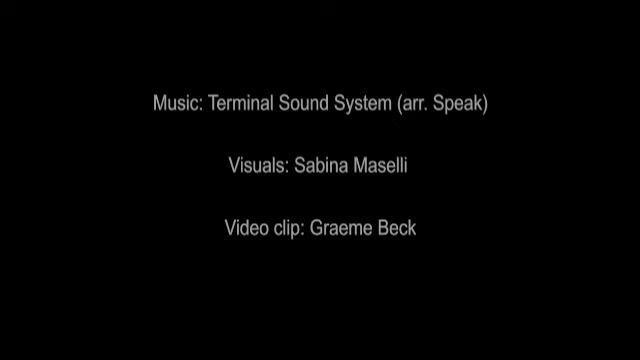 Music: Terminal Sound System (arr. Speak)
Visuals: Sabina Maselli
Video clip: Graeme Beck